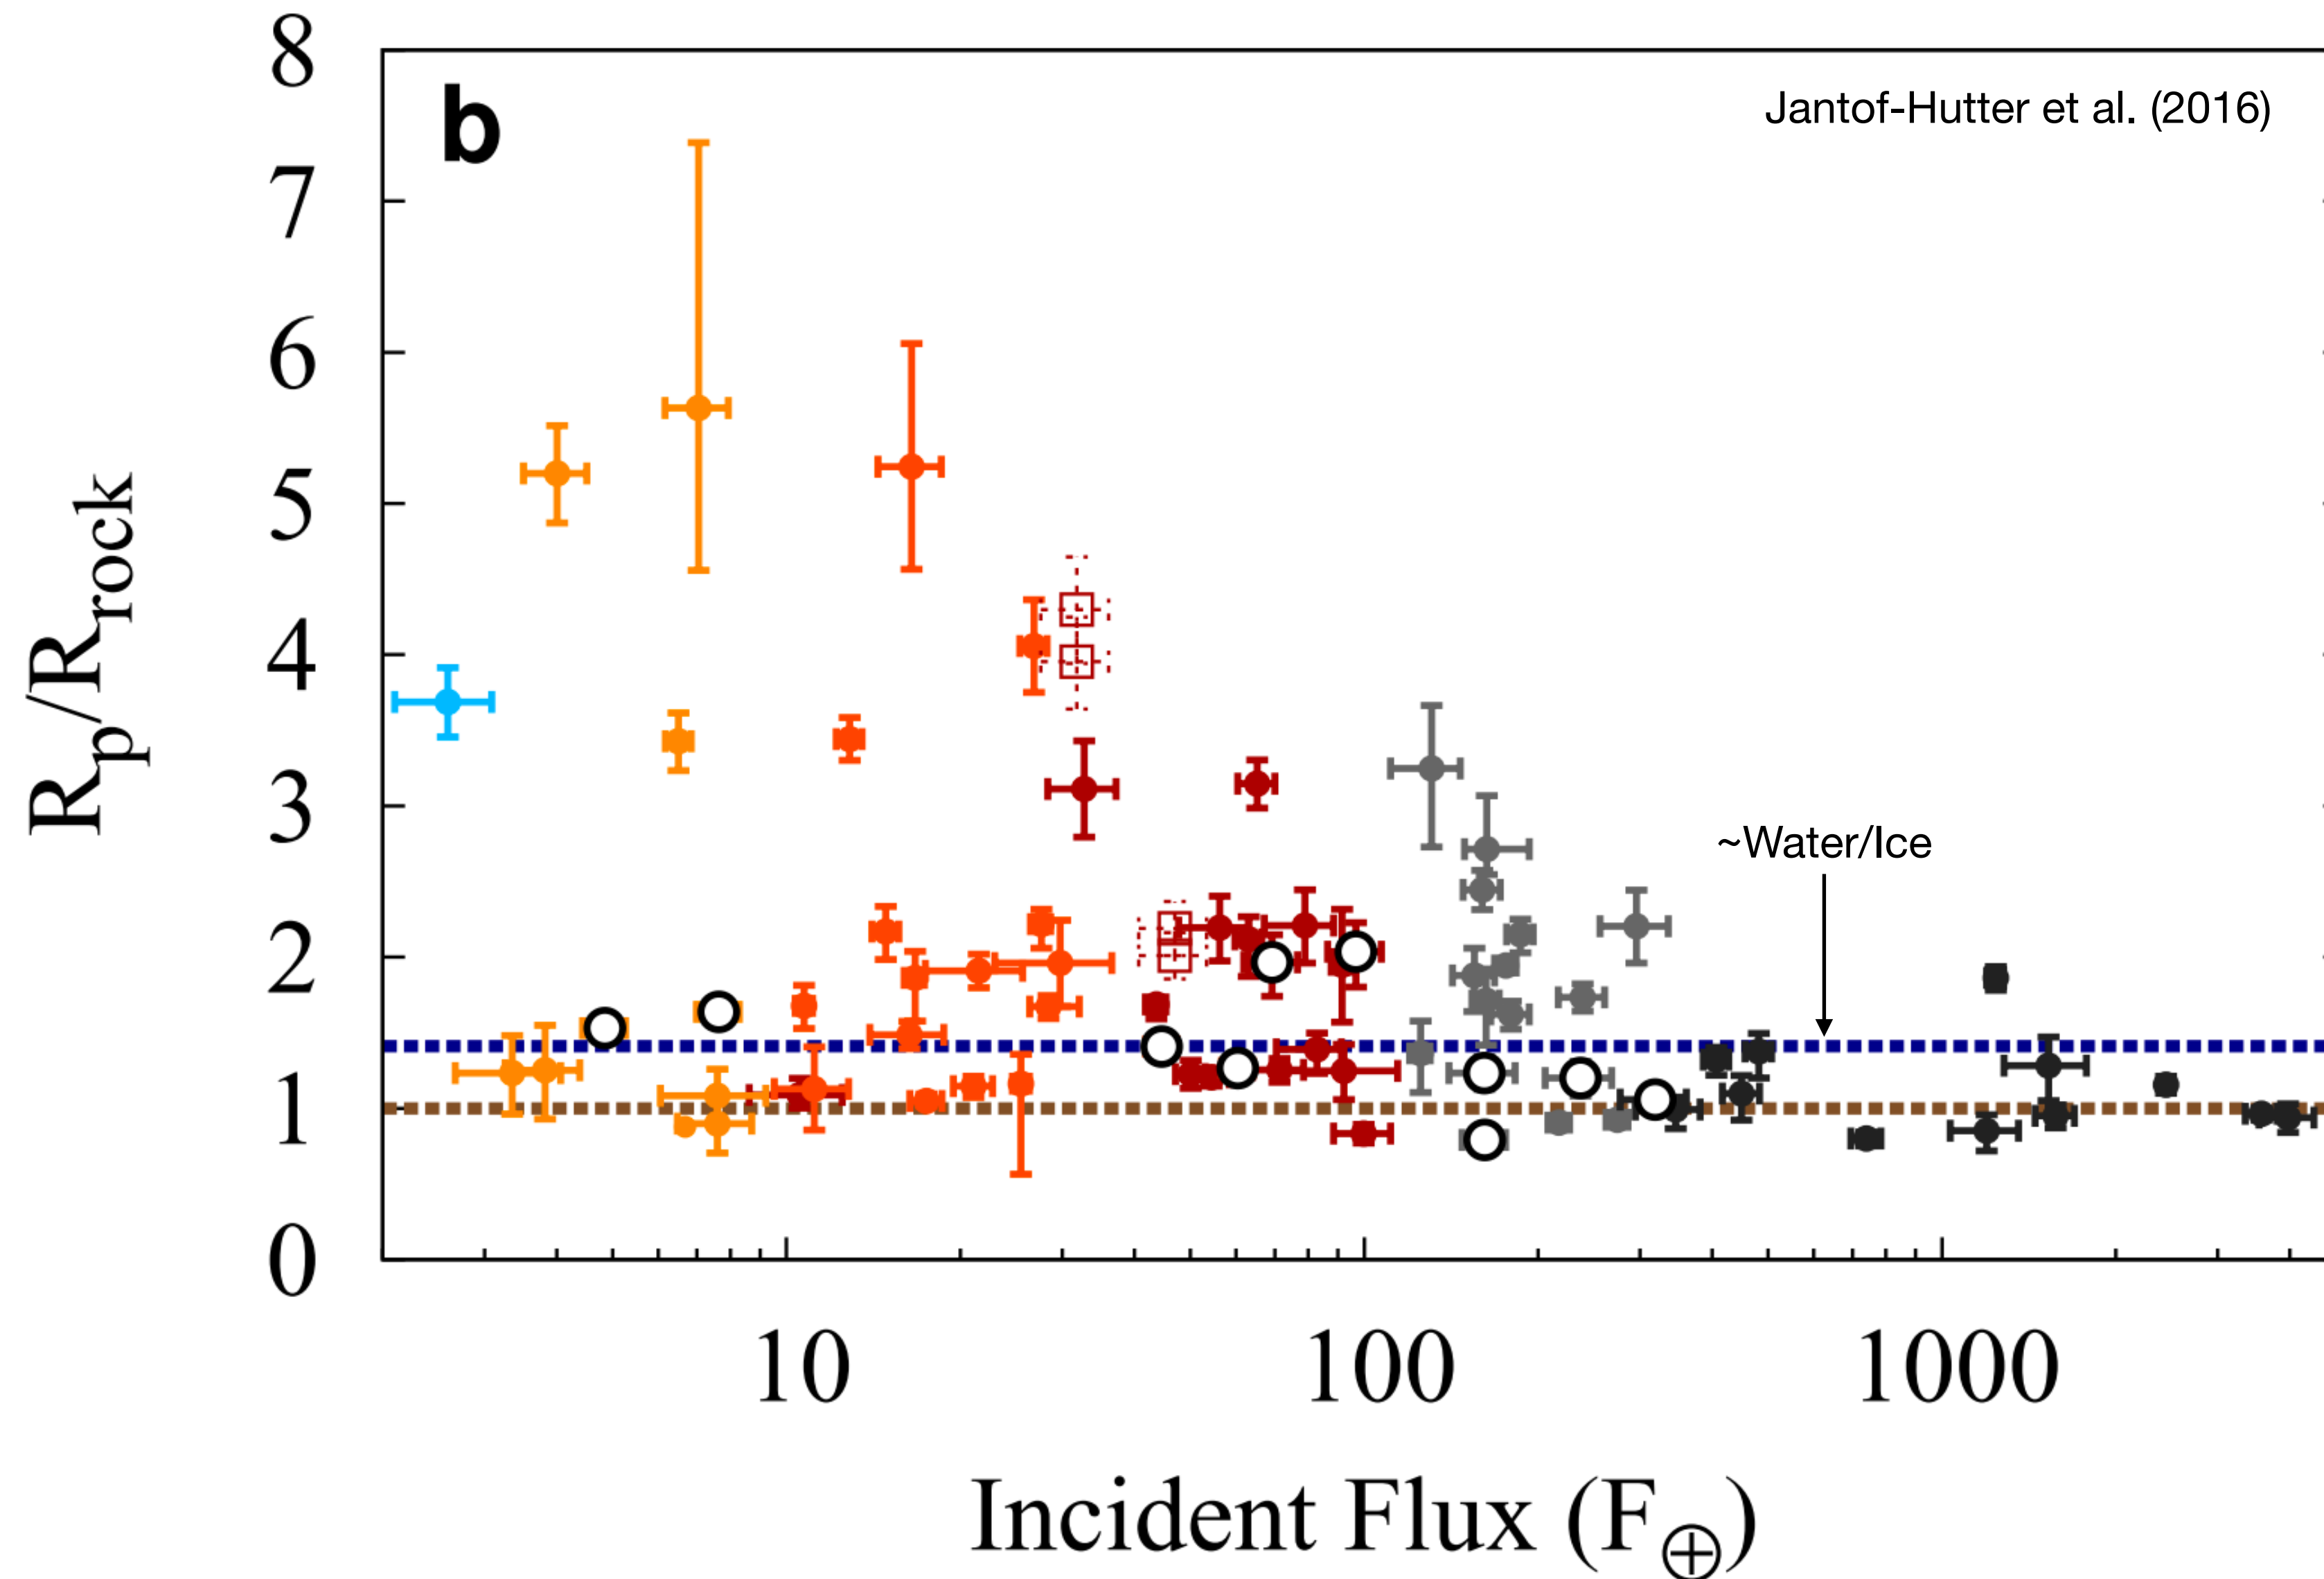 8
b
Jantof-Hutter et al. (2016)
7
6
5
4
3
2
1
0
Rp/Rrock
~Water/Ice
10
100
1000
Incident Flux (F⊕)